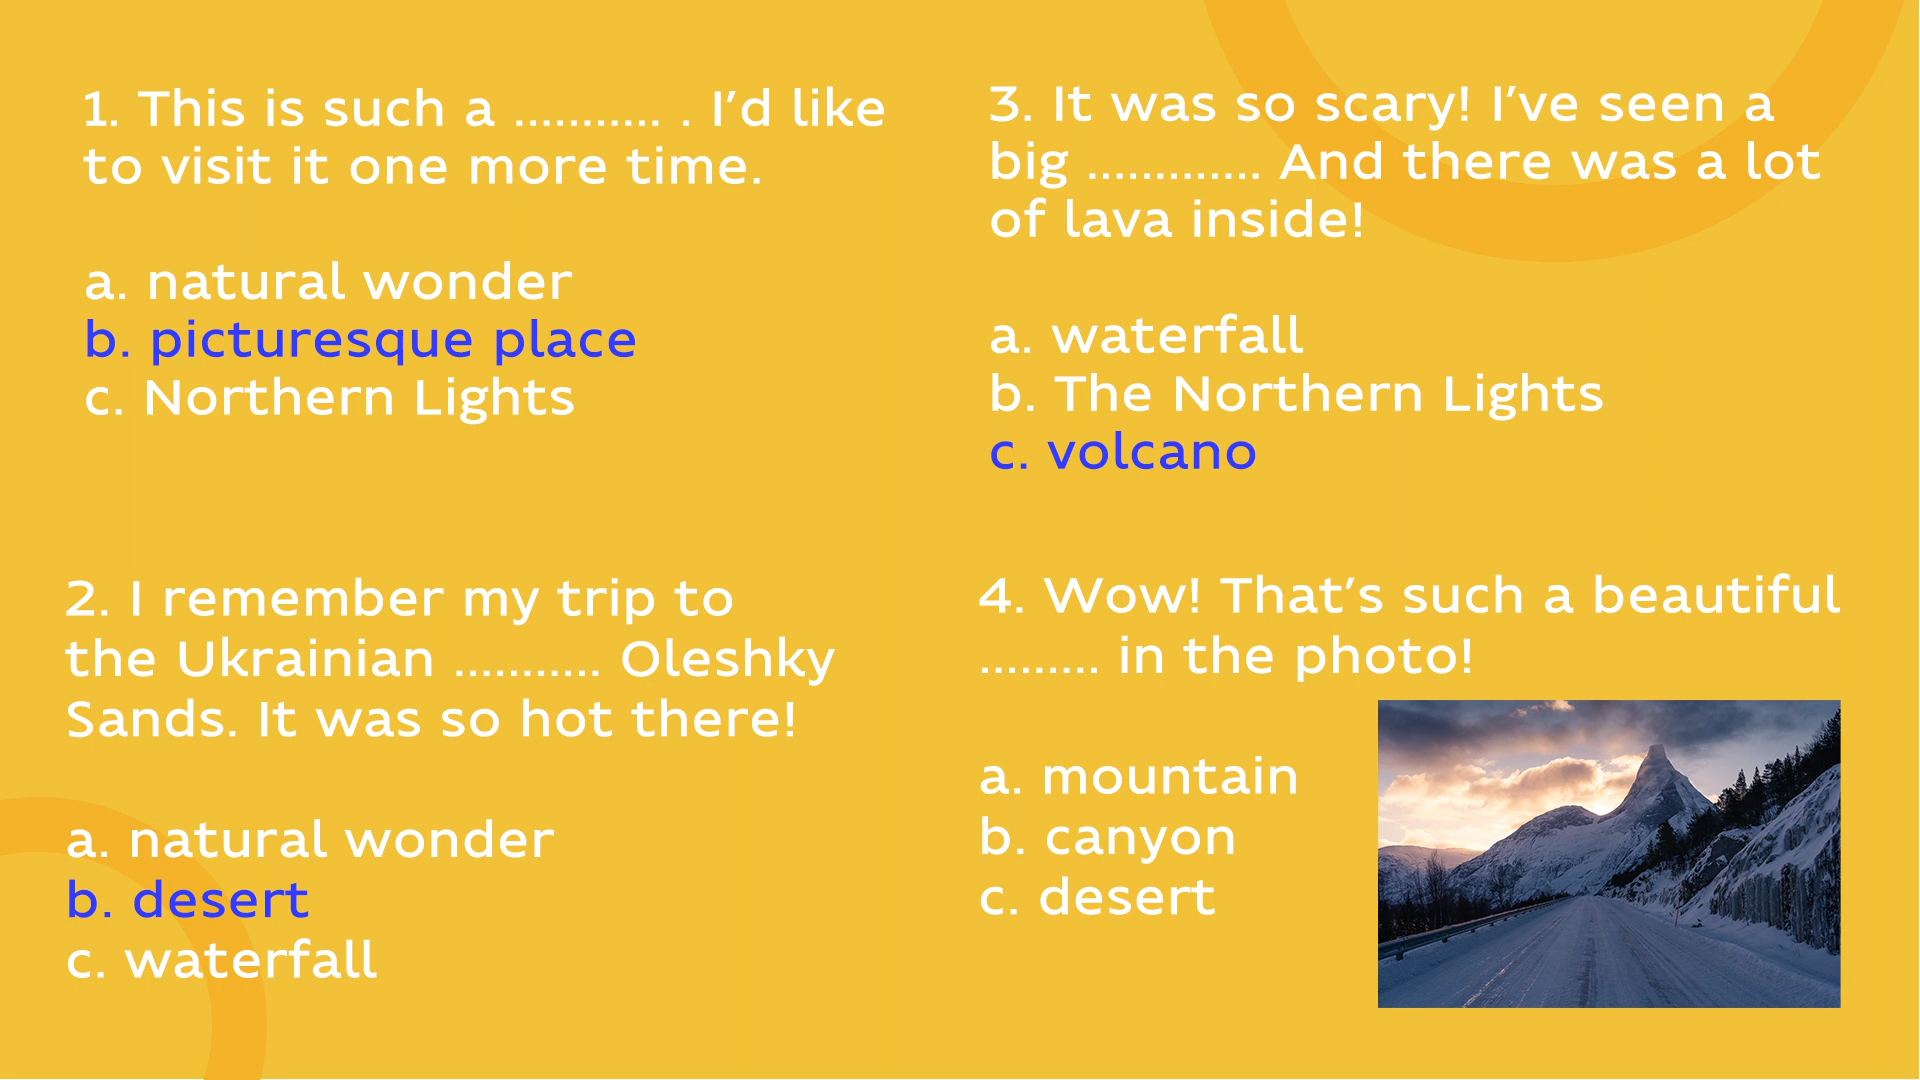 1. This is such a ........... . I’d like
to visit it one more time.
a. natural wonder
b. picturesque place
c. Northern Lights
2. I remember my trip to
the Ukrainian ........... Oleshky
Sands. It was so hot there!
a. natural wonder
b. desert
c. waterfall
3. It was so scary! I’ve seen a
big ............. And there was a lot
of lava inside!
a. waterfall
b. The Northern Lights
c. volcano
4. Wow! That’s such a beautiful
......... in the photo!
a. mountain
b. canyon
c. desert